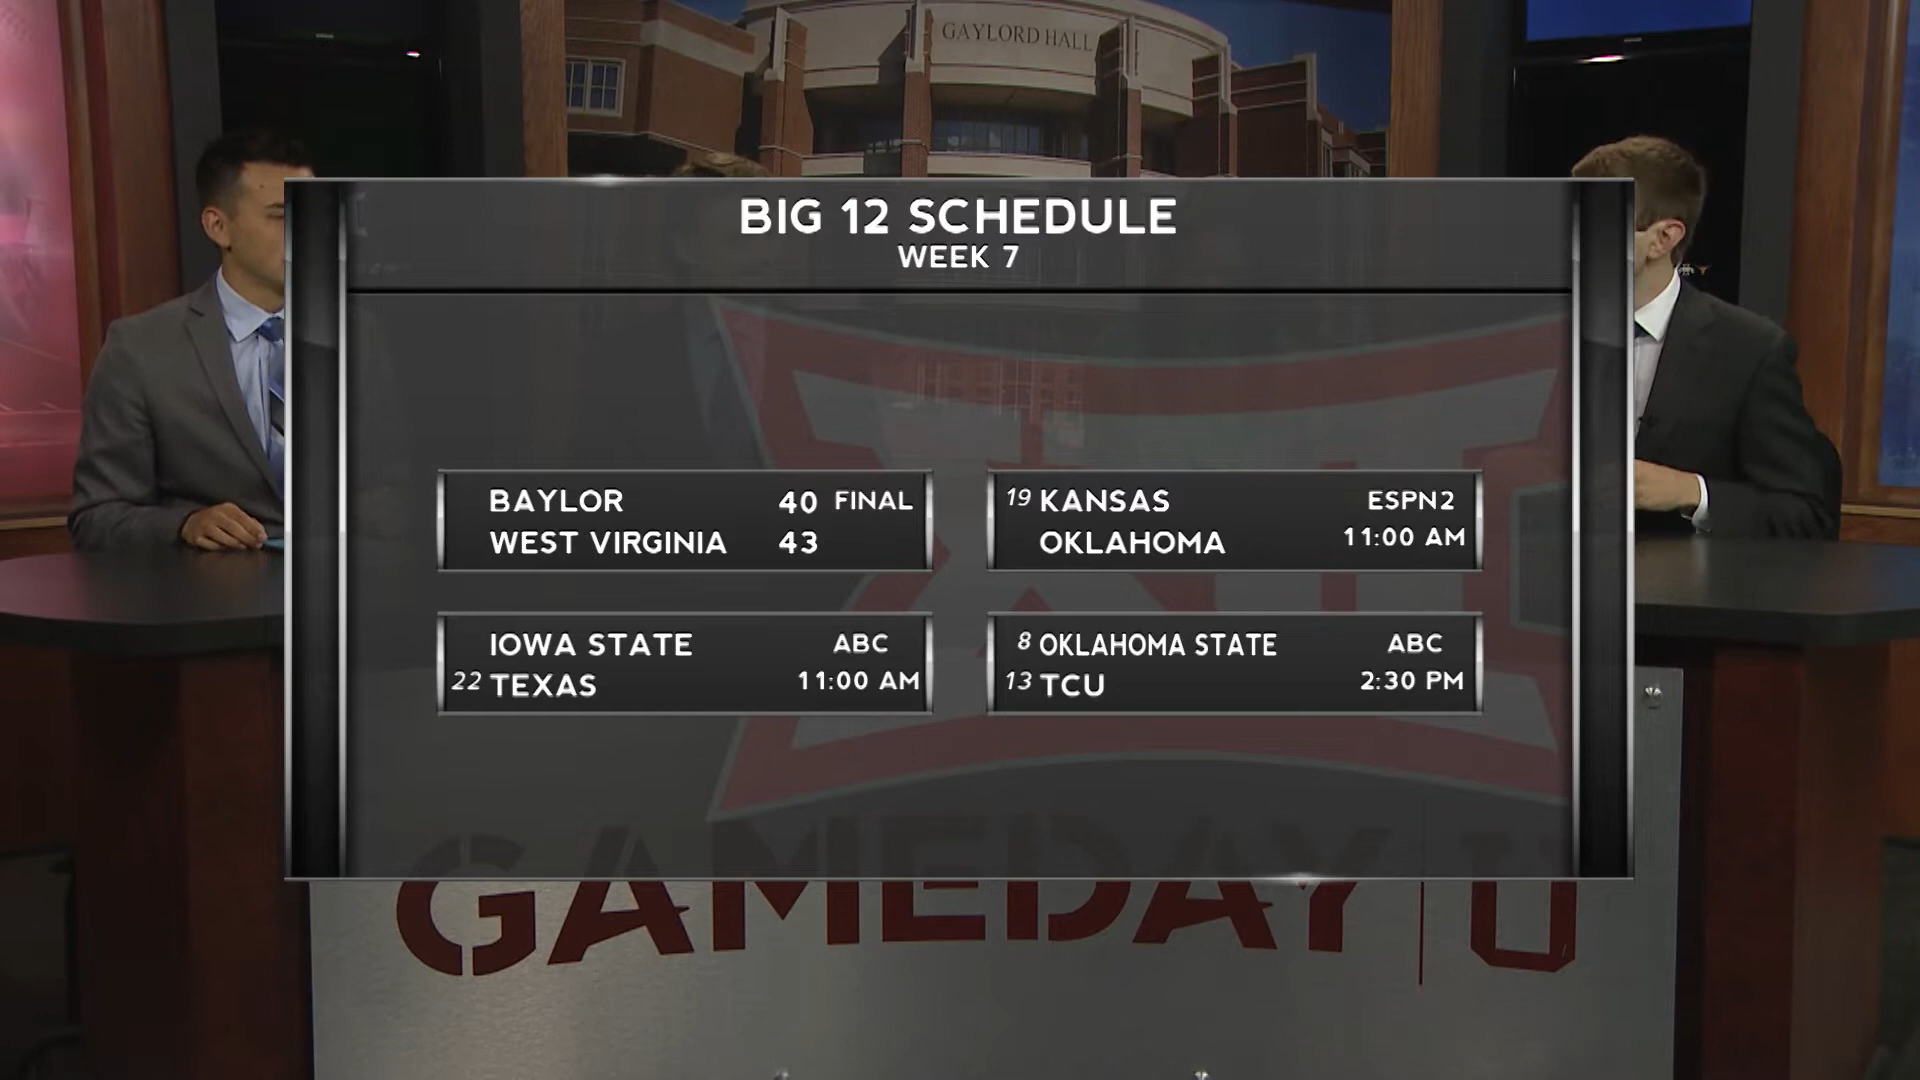 GAYLORD HALL
BIG 12 SCHEDULE
WEEK 7
BAYLOR 40 FINAL
WEST VIRGINIA 43
19 KANSAS ESPN2
OKLAHOMA 11:00 AM
IOWA STATE ABC
22 TEXAS 11:00 AM
8 OKLAHOMA STATE ABC
13 TCU 2:30 PM
XII
GAMEDAY U